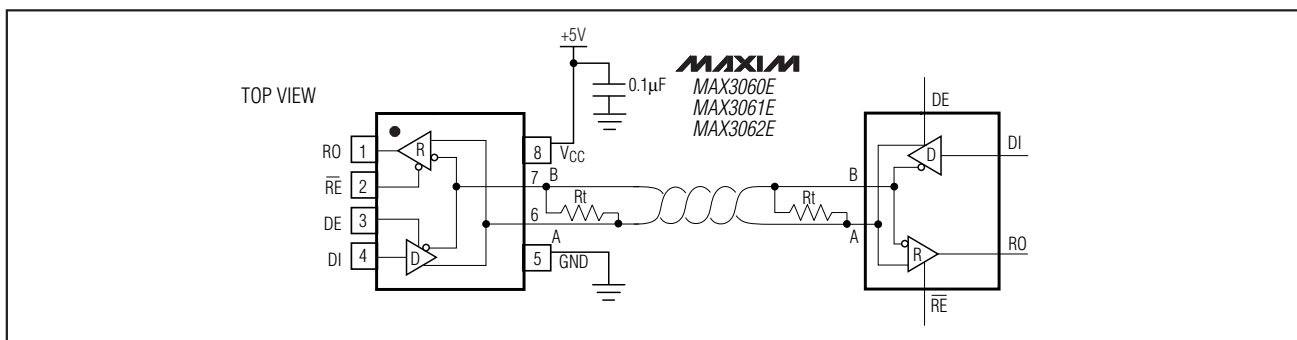 +5V
0.1µF
MAXIM
MAX3060E
MAX3061E
MAX3062E
TOP VIEW
RO 1
R
8 VCC
RE 2
7 B
Rt
DE 3
6 A
DI 4
D
5 GND
DE
D
DI
B
Rt
A
R
RO
RE